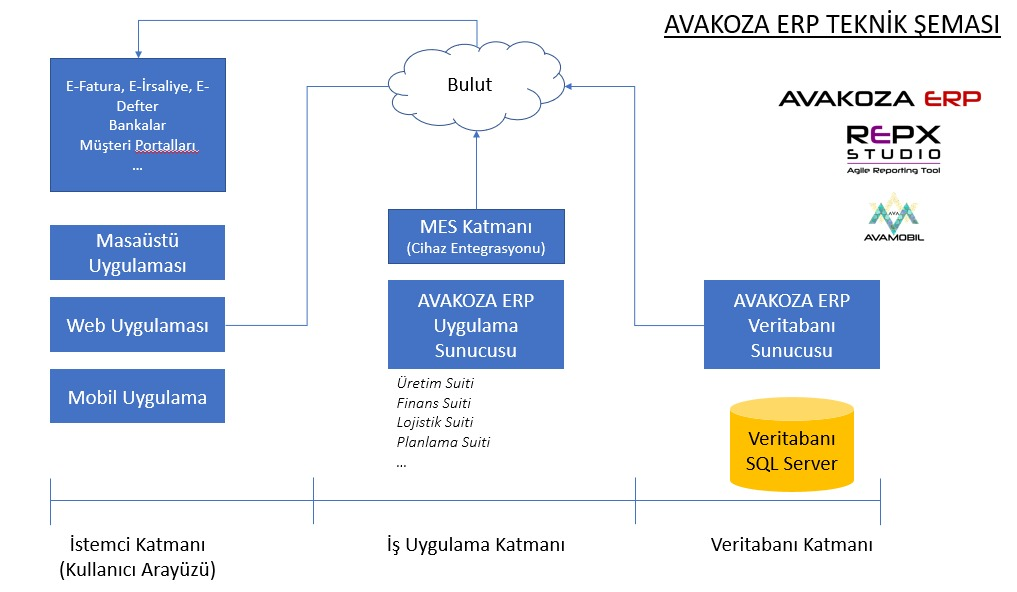 AVAKOZA ERP TEKNİK ŞEMASI
AVAKOZA ERP
REPX
STUDIO
Agile Reporting Tool
AVA
AVAMOBIL
Bulut
E-Fatura, E-İrsaliye, E-
Defter
Bankalar
Müşteri Portalları
...
Masaüstü
Uygulaması
Web Uygulaması
Mobil Uygulama
MES Katmanı
(Cihaz Entegrasyonu)
AVAKOZA ERP
Uygulama
Sunucusu
Üretim Suiti
Finans Suiti
Lojistik Suiti
Planlama Suiti
...
AVAKOZA ERP
Veritabanı
Sunucusu
Veritabanı
SQL Server
İstemci Katmanı
(Kullanıcı Arayüzü)
İş Uygulama Katmanı
Veritabanı Katmanı